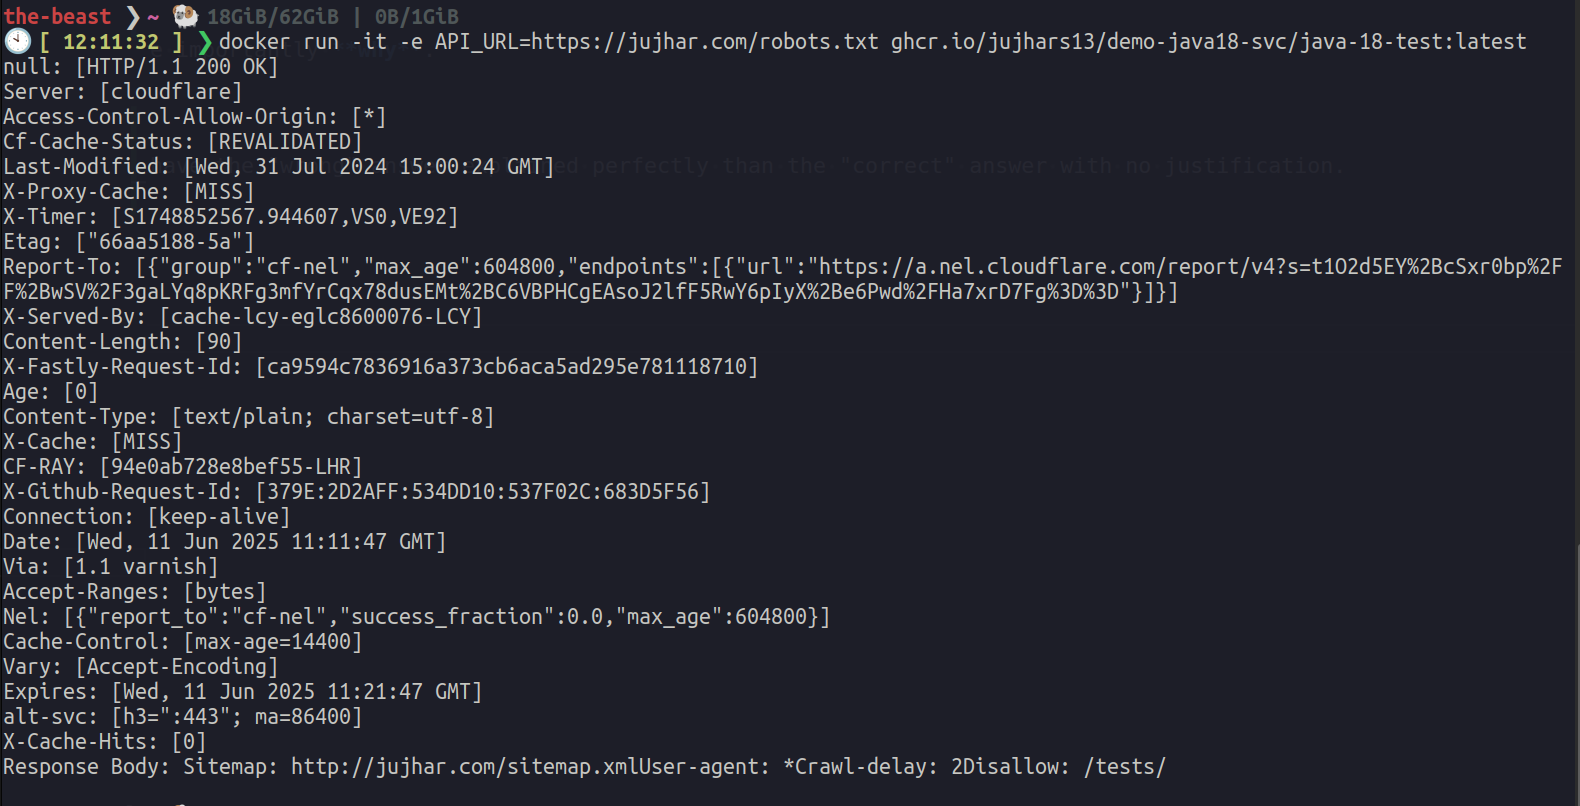 the-beast ❯ ~ 🐏 18GiB/62GiB | 0B/1GiB
🕛 [ 12:11:32 ] ❯ docker run -it -e API_URL=https://jujhar.com/robots.txt ghcr.io/jujhars13/demo-java18-svc/java-18-test:latest
null: [HTTP/1.1 200 OK]
Server: [cloudflare]
Access-Control-Allow-Origin: [*]
Cf-Cache-Status: [REVALIDATED]
Last-Modified: [Wed, 31 Jul 2024 15:00:24 GMT]
perfectly than the "correct" answer with no justification.
X-Proxy-Cache: [MISS]
X-Timer: [S1748852567.944607,VS0,VE92]
Etag: ["66aa5188-5a"]
Report-To: [{"group":"cf-nel","max_age":604800,"endpoints":[{"url":"https://a.nel.cloudflare.com/report/v4?s=t1O2d5EY%2BcSxr0bp%2F
F%2BwSV%2F3gaLYq8pKRFg3mfYrCqx78dusEMt%2BC6VBPHCgEAsoJ2lfF5RwY6pIyX%2Be6Pwd%2FHa7xrD7Fg%3D%3D"}]}]
X-Served-By: [cache-lcy-eglc8600076-LCY]
Content-Length: [90]
X-Fastly-Request-Id: [ca9594c7836916a373cb6aca5ad295e781118710]
Age: [0]
Content-Type: [text/plain; charset=utf-8]
X-Cache: [MISS]
CF-RAY: [94e0ab728e8bef55-LHR]
X-Github-Request-Id: [379E:2D2AFF:534DD10:537F02C:683D5F56]
Connection: [keep-alive]
Date: [Wed, 11 Jun 2025 11:11:47 GMT]
Via: [1.1 varnish]
Accept-Ranges: [bytes]
Nel: [{"report_to":"cf-nel","success_fraction":0.0,"max_age":604800}]
Cache-Control: [max-age=14400]
Vary: [Accept-Encoding]
Expires: [Wed, 11 Jun 2025 11:21:47 GMT]
alt-svc: [h3=":443"; ma=86400]
X-Cache-Hits: [0]
Response Body: Sitemap: http://jujhar.com/sitemap.xmlUser-agent: *Crawl-delay: 2Disallow: /tests/